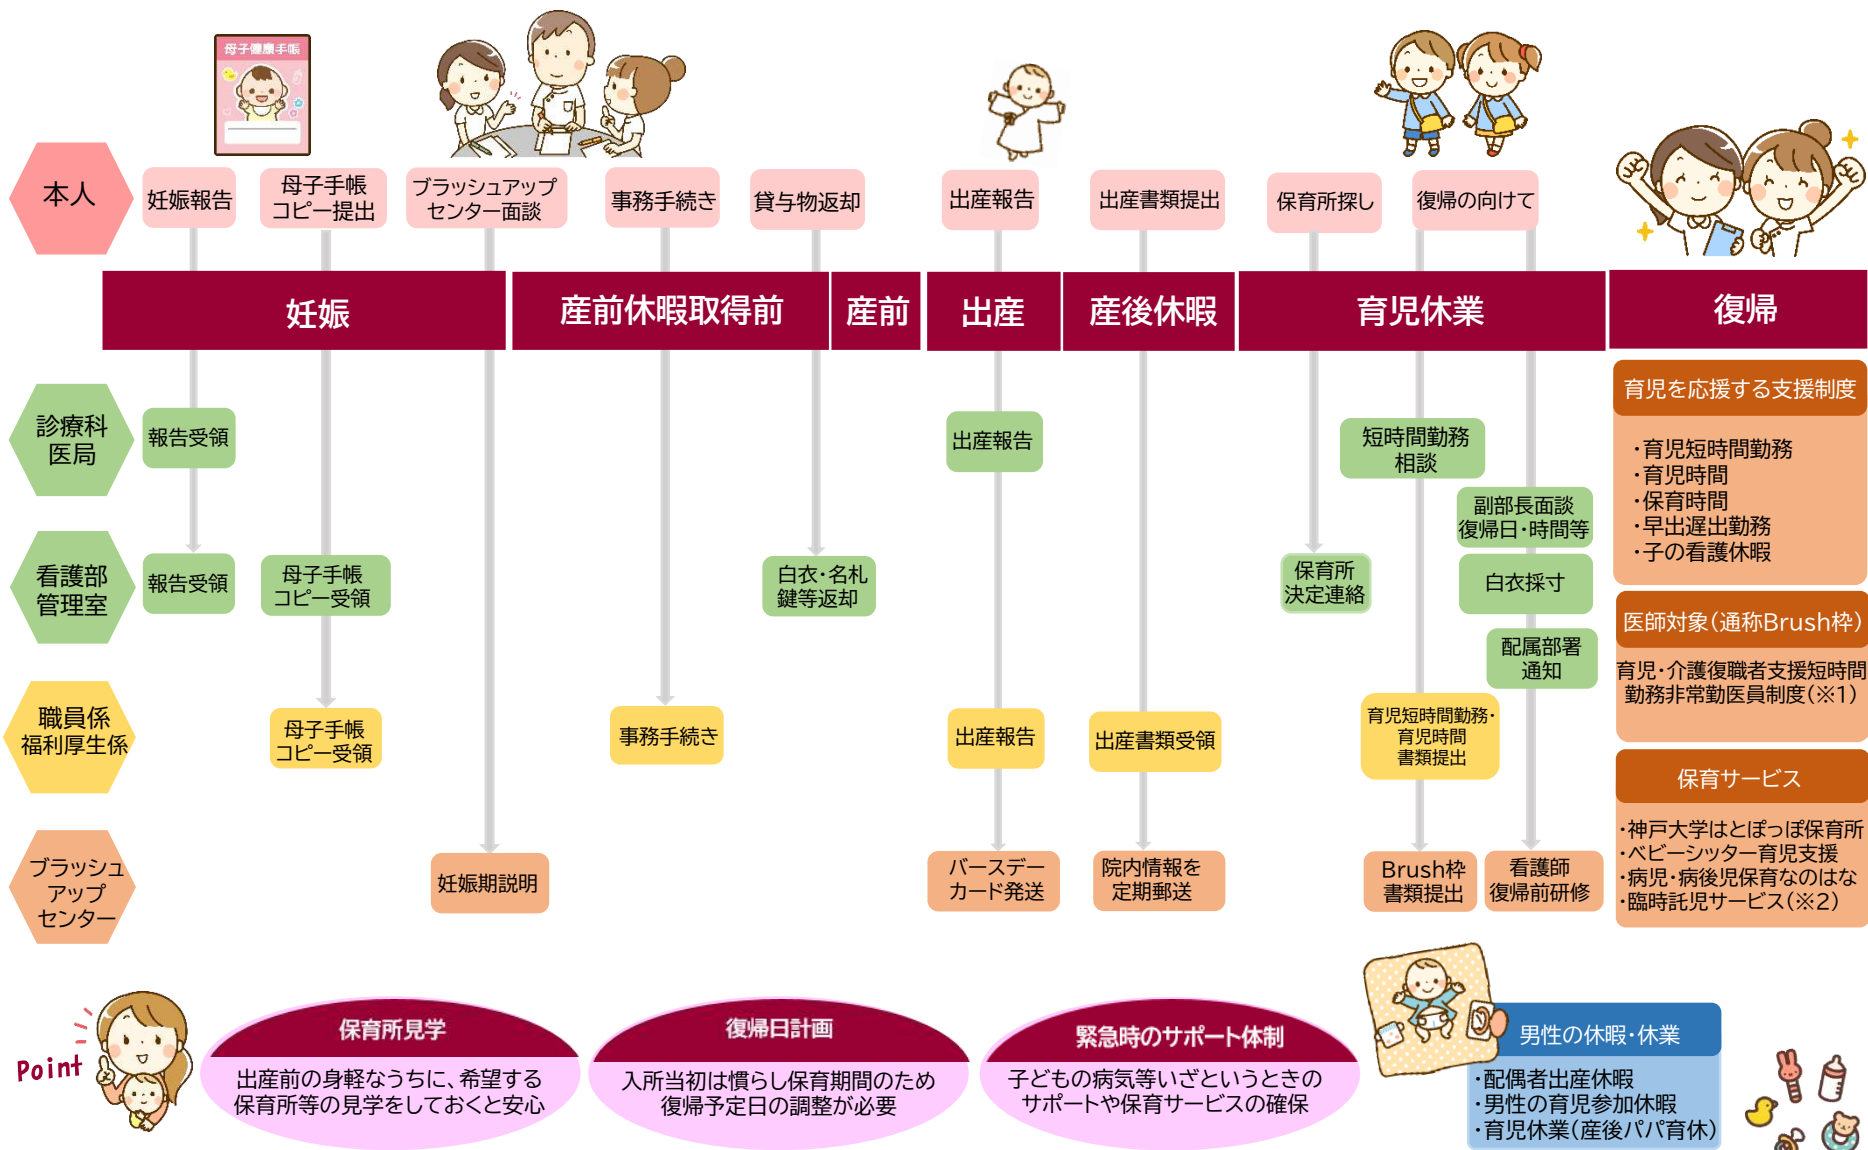 母子健康手帳
本人
妊娠報告
母子手帳
コピー提出
ブラッシュアップ
センター面談
事務手続き
貸与物返却
出産報告
出産書類提出
保育所探し
復帰の向けて
妊娠
産前休暇取得前
産前
出産
産後休暇
育児休業
復帰
診療科
医局
報告受領
出産報告
短時間勤務
相談
副部長面談
復帰日・時間等
看護部
管理室
報告受領
母子手帳
コピー受領
白衣・名札
鍵等返却
保育所
決定連絡
白衣採寸
配属部署
通知
職員係
福利厚生係
母子手帳
コピー受領
事務手続き
出産報告
出産書類受領
育児短時間勤務・
育児時間
書類提出
ブラッシュ
アップ
センター
妊娠期説明
バースデー
カード発送
院内情報を
定期郵送
Brush枠
書類提出
看護師
復帰前研修
育児を応援する支援制度
・育児短時間勤務
・育児時間
・保育時間
・早出遅出勤務
・子の看護休暇
医師対象(通称Brush枠)
育児・介護復職者支援短時間
勤務非常勤医員制度(※1)
保育サービス
・神戸大学はとぽっぽ保育所
・ベビーシッター育児支援
・病児・病後児保育なのはな
・臨時託児サービス(※2)
Point
保育所見学
出産前の身軽なうちに、希望する
保育所等の見学をしておくと安心
復帰日計画
入所当初は慣らし保育期間のため
復帰予定日の調整が必要
緊急時のサポート体制
子どもの病気等いざというときの
サポートや保育サービスの確保
男性の休暇・休業
・配偶者出産休暇
・男性の育児参加休暇
・育児休業(産後パパ育休)